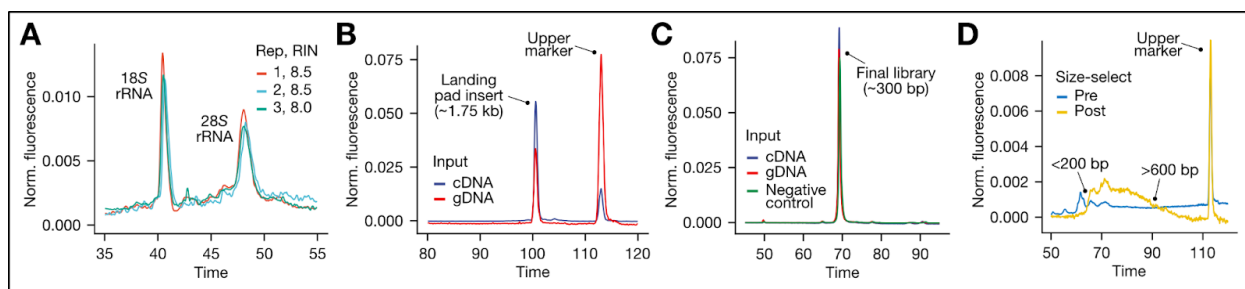 A
Norm. fluorescence
0.010
0.005
0.000
18S
rRNA
28S
rRNA
Rep, RIN
1, 8.5
2, 8.5
3, 8.0
35 40 45 50 55
Time
B
Norm. fluorescence
0.075
0.050
0.025
0.000
Upper
marker
Landing
pad insert
(~1.75 kb)
Input
cDNA
gDNA
80 90 100 110 120
Time
C
Norm. fluorescence
0.075
0.050
0.025
0.000
Final library
(~300 bp)
Input
cDNA
gDNA
Negative
control
50 60 70 80 90
Time
D
Norm. fluorescence
0.008
0.006
0.004
0.002
0.000
Upper
marker
Size-select
Pre
Post
<200 bp
>600 bp
50 70 90 110
Time